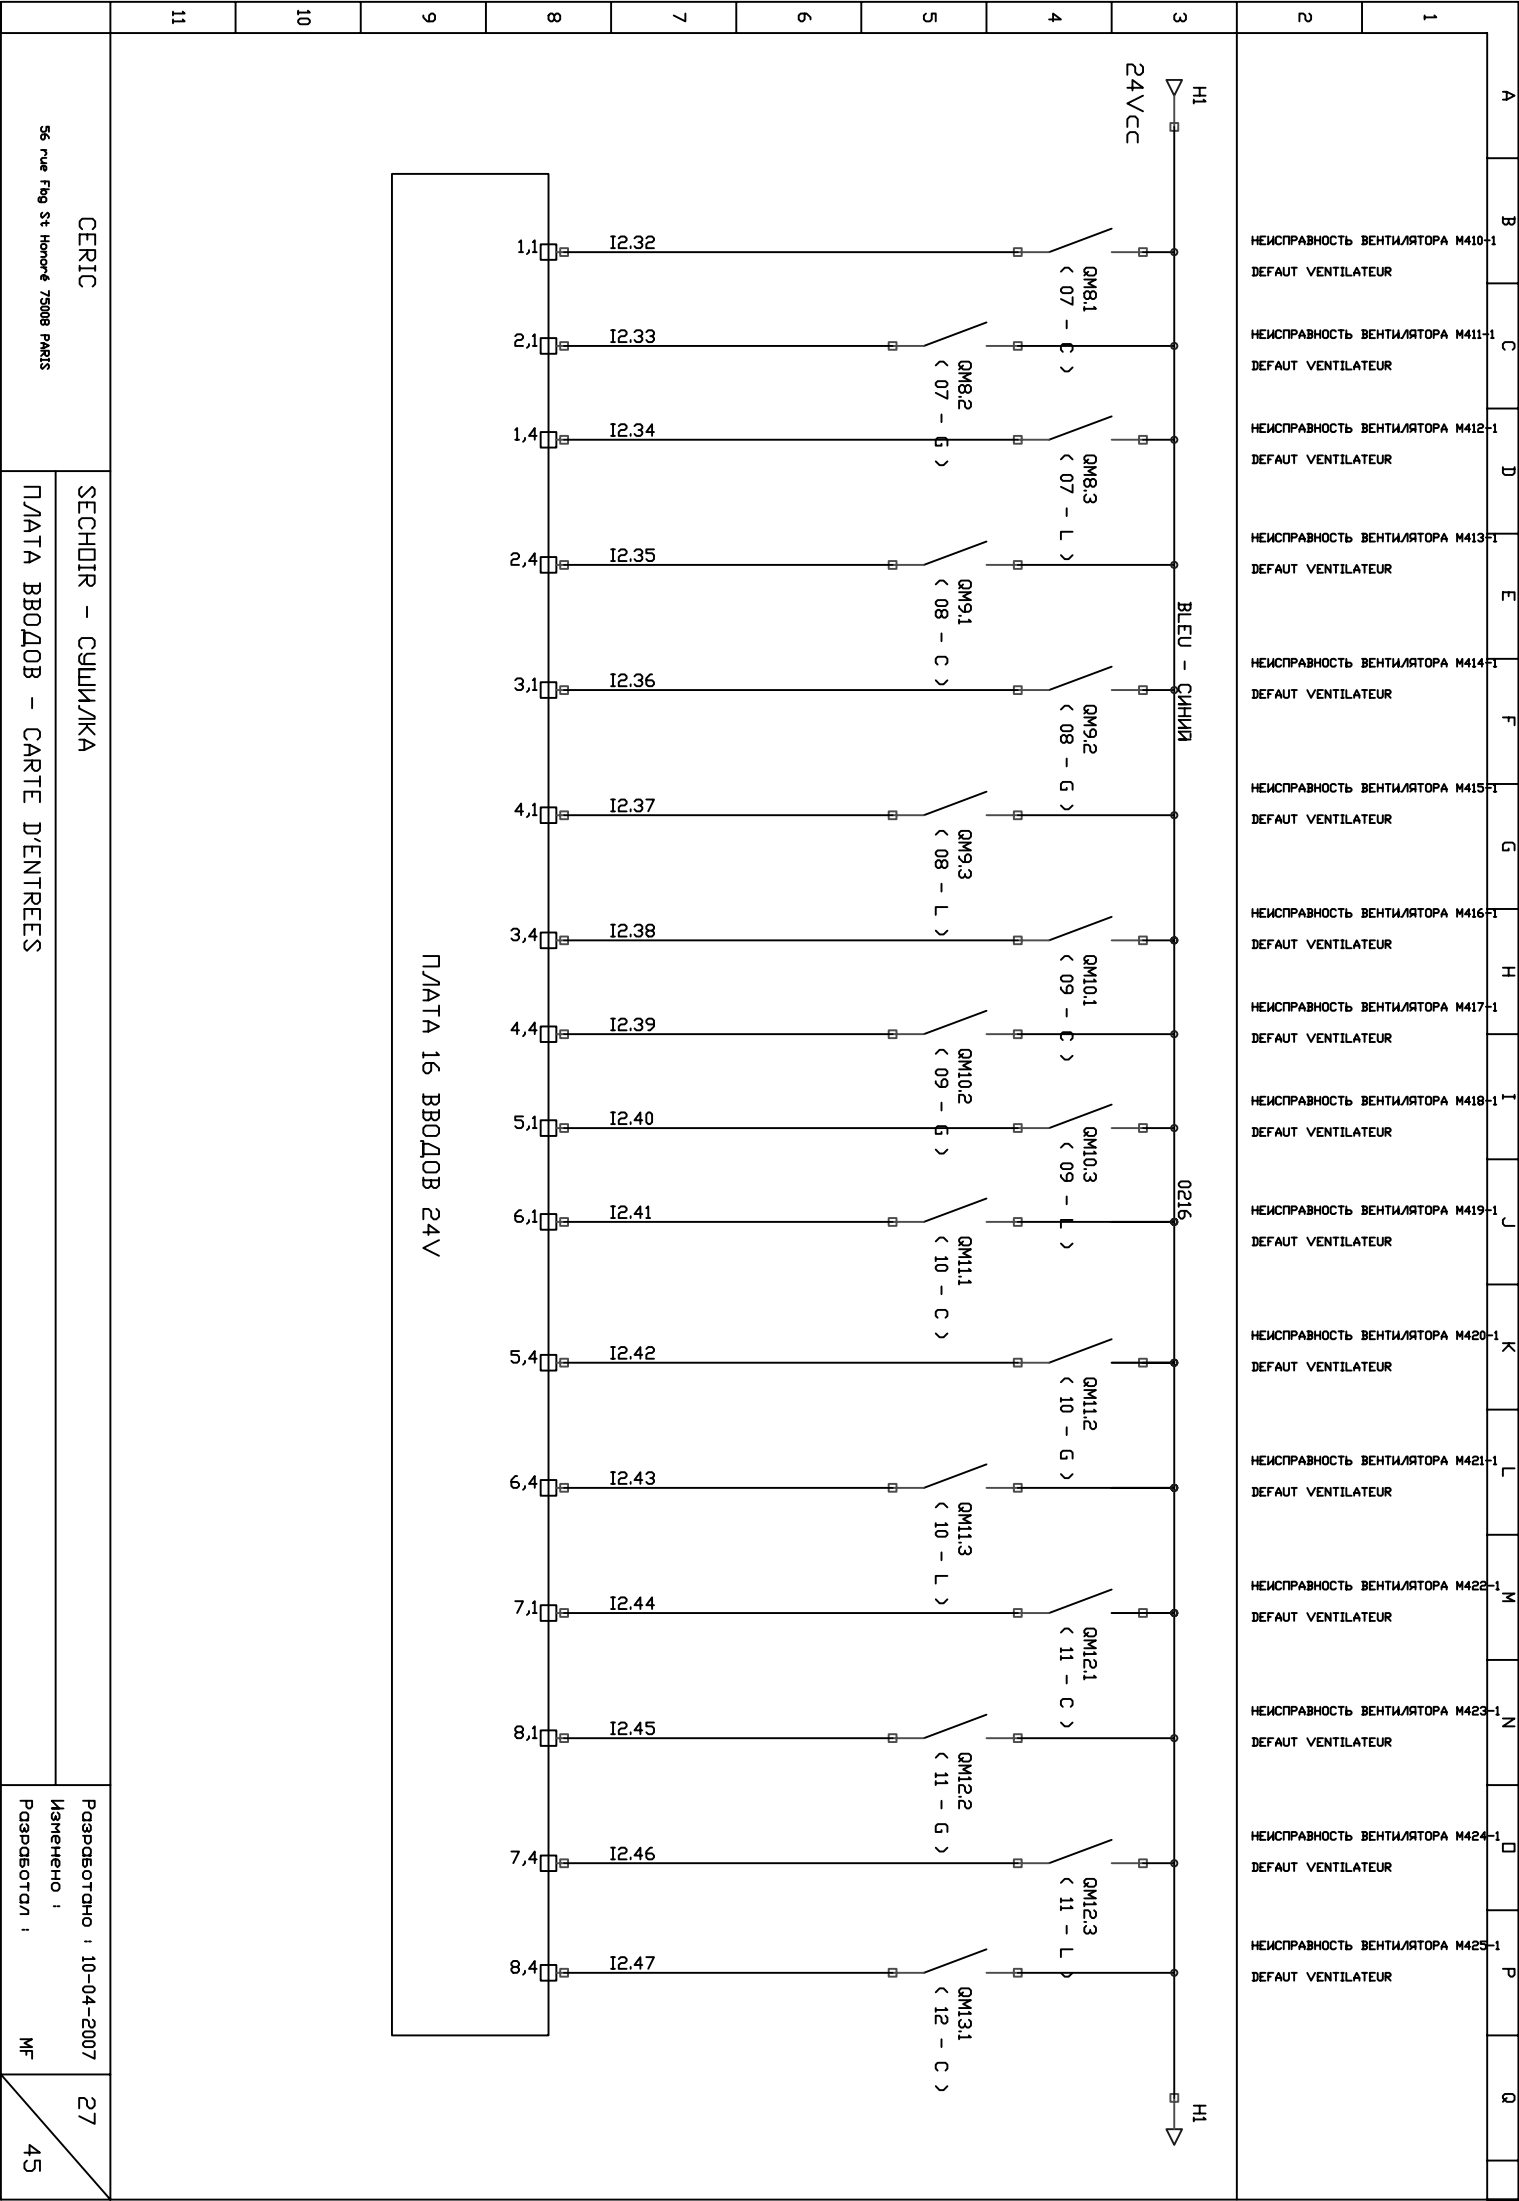 A
B
C
D
E
F
G
H
I
J
K
L
M
N
O
P
Q
1
2
3
4
5
6
7
8
9
10
11
НЕИСПРАВНОСТЬ ВЕНТИЛЯТОРА M410-1
DEFAUT VENTILATEUR
НЕИСПРАВНОСТЬ ВЕНТИЛЯТОРА M411-1
DEFAUT VENTILATEUR
НЕИСПРАВНОСТЬ ВЕНТИЛЯТОРА M412-1
DEFAUT VENTILATEUR
НЕИСПРАВНОСТЬ ВЕНТИЛЯТОРА M413-1
DEFAUT VENTILATEUR
НЕИСПРАВНОСТЬ ВЕНТИЛЯТОРА M414-1
DEFAUT VENTILATEUR
НЕИСПРАВНОСТЬ ВЕНТИЛЯТОРА M415-1
DEFAUT VENTILATEUR
НЕИСПРАВНОСТЬ ВЕНТИЛЯТОРА M416-1
DEFAUT VENTILATEUR
НЕИСПРАВНОСТЬ ВЕНТИЛЯТОРА M417-1
DEFAUT VENTILATEUR
НЕИСПРАВНОСТЬ ВЕНТИЛЯТОРА M418-1
DEFAUT VENTILATEUR
НЕИСПРАВНОСТЬ ВЕНТИЛЯТОРА M419-1
DEFAUT VENTILATEUR
НЕИСПРАВНОСТЬ ВЕНТИЛЯТОРА M420-1
DEFAUT VENTILATEUR
НЕИСПРАВНОСТЬ ВЕНТИЛЯТОРА M421-1
DEFAUT VENTILATEUR
НЕИСПРАВНОСТЬ ВЕНТИЛЯТОРА M422-1
DEFAUT VENTILATEUR
НЕИСПРАВНОСТЬ ВЕНТИЛЯТОРА M423-1
DEFAUT VENTILATEUR
НЕИСПРАВНОСТЬ ВЕНТИЛЯТОРА M424-1
DEFAUT VENTILATEUR
НЕИСПРАВНОСТЬ ВЕНТИЛЯТОРА M425-1
DEFAUT VENTILATEUR
H1
24Vcc
BLEU - СИНИЙ
0216
H1
QM8.1
( 07 - C )
QM8.2
( 07 - G )
QM8.3
( 07 - L )
QM9.1
( 08 - C )
QM9.2
( 08 - G )
QM9.3
( 08 - L )
QM10.1
( 09 - C )
QM10.2
( 09 - G )
QM10.3
( 09 - L )
QM11.1
( 10 - C )
QM11.2
( 10 - G )
QM11.3
( 10 - L )
QM12.1
( 11 - C )
QM12.2
( 11 - G )
QM12.3
( 11 - L )
QM13.1
( 12 - C )
1,1 I2.32
2,1 I2.33
1,4 I2.34
2,4 I2.35
3,1 I2.36
4,1 I2.37
3,4 I2.38
4,4 I2.39
5,1 I2.40
6,1 I2.41
5,4 I2.42
6,4 I2.43
7,1 I2.44
8,1 I2.45
7,4 I2.46
8,4 I2.47
ПЛАТА 16 ВВОДОВ 24V
CERIC
56 rue Fbg St Honoré 75008 PARIS
SECHOIR - СУШИЛКА
ПЛАТА ВВОДОВ - CARTE D'ENTREES
Разработано : 10-04-2007
Изменено :
Разработал : MF
27
45